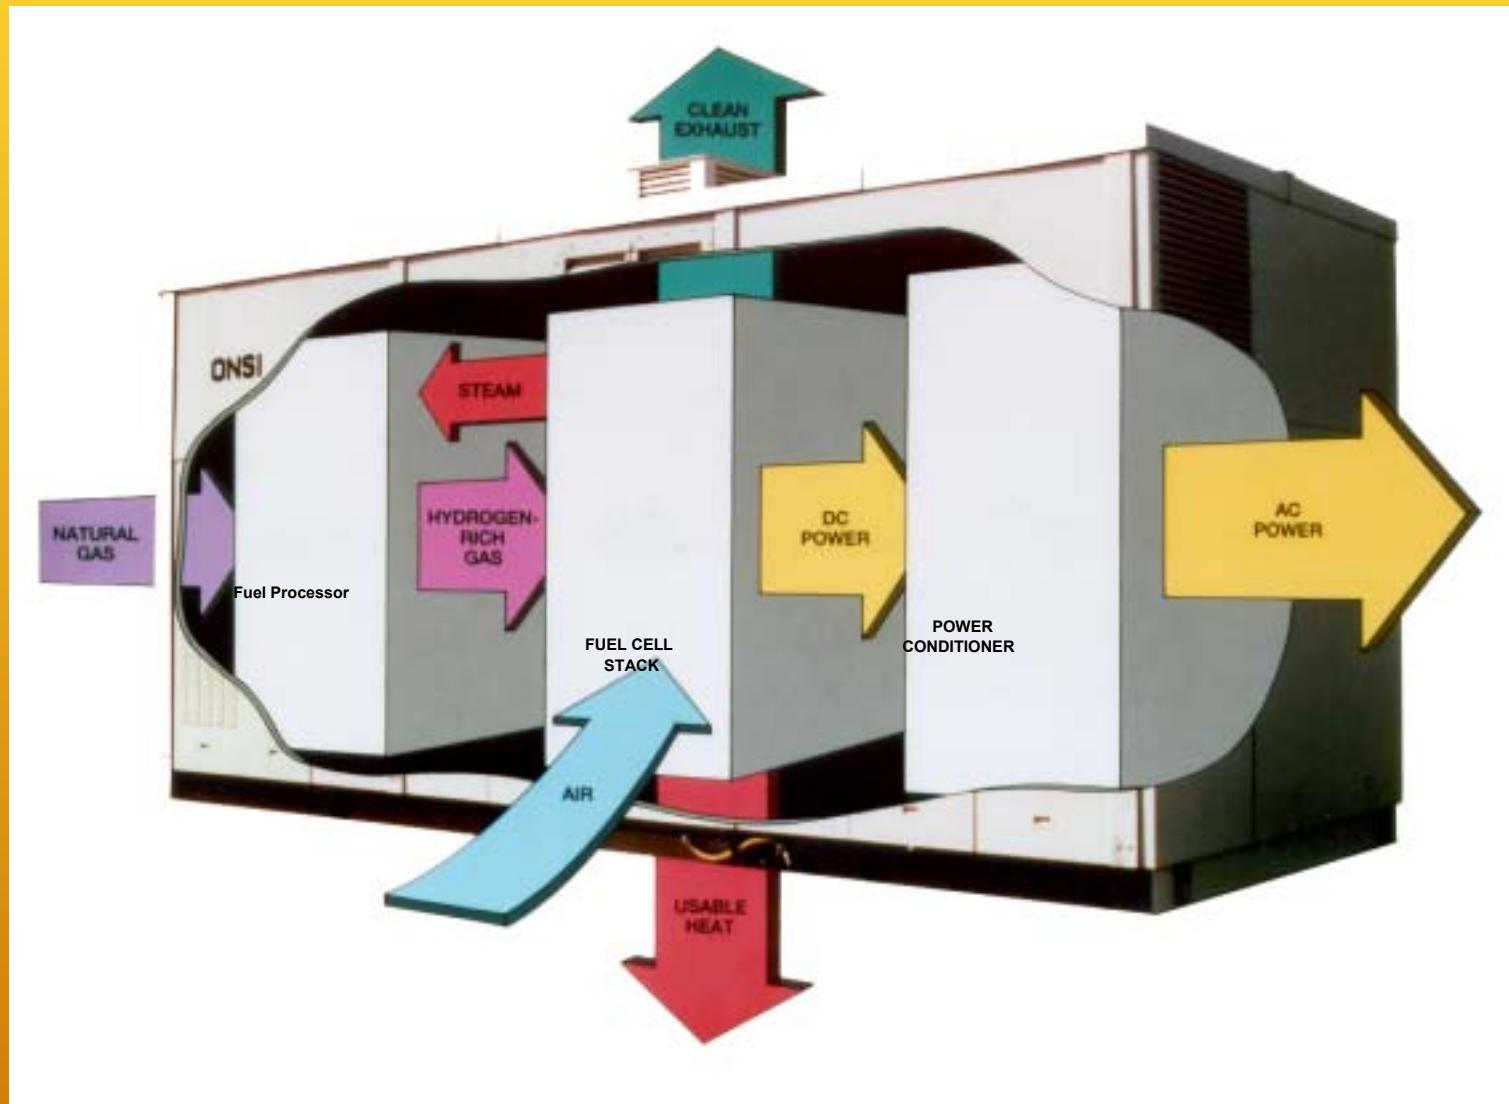 CLEAN
EXHAUST
ONSI
STEAM
NATURAL
GAS
HYDROGEN-
RICH
GAS
DC
POWER
AC
POWER
Fuel Processor
FUEL CELL
STACK
POWER
CONDITIONER
AIR
USABLE
HEAT